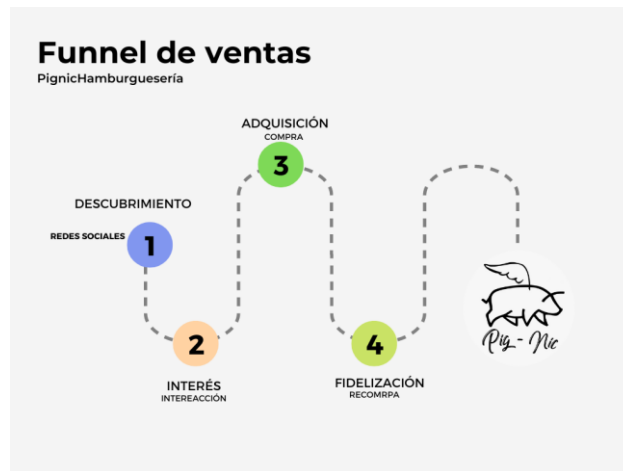 Funnel de ventas
PignicHamburguesería
ADQUISICIÓN
COMPRA
3
DESCUBRIMIENTO
REDES SOCIALES
1
2
INTERÉS
INTEREACCIÓN
4
FIDELIZACIÓN
RECOMRPA
Pig - Nic